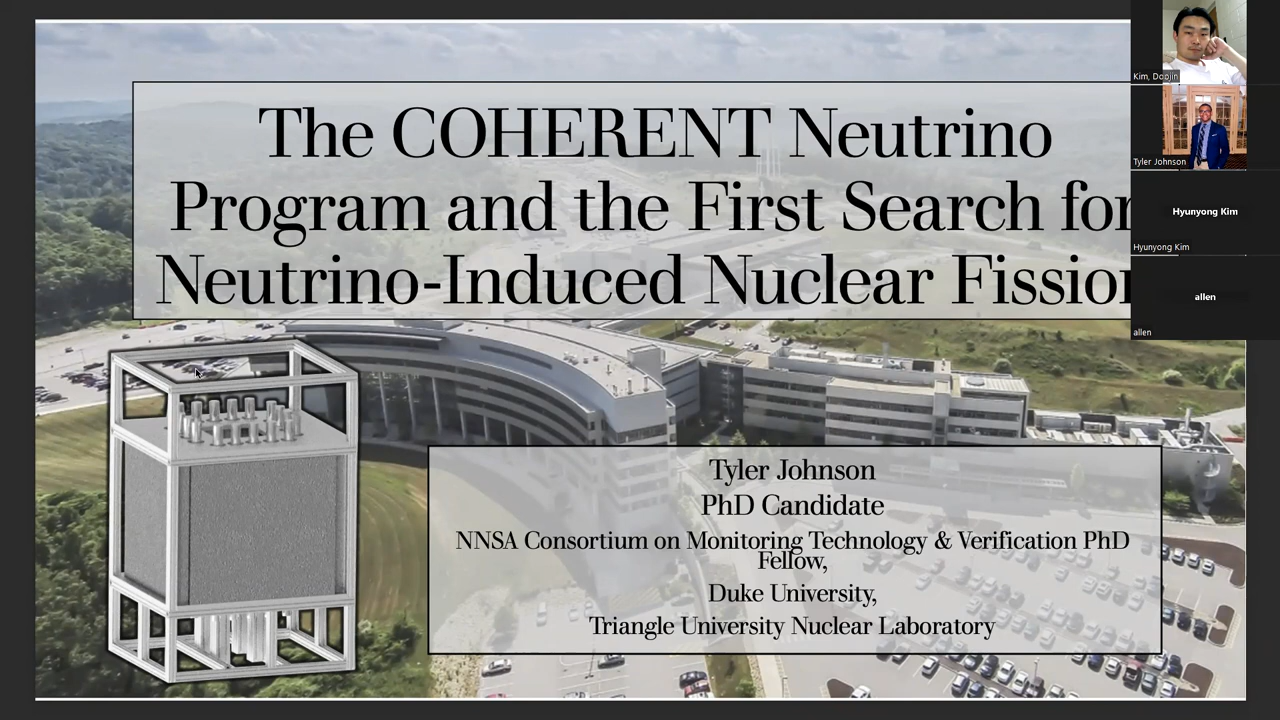 The COHERENT Neutrino
Program and the First Search for
Neutrino-Induced Nuclear Fission
Tyler Johnson
PhD Candidate
NNSA Consortium on Monitoring Technology & Verification PhD
Fellow,
Duke University,
Triangle University Nuclear Laboratory
Kim, Doojin
Tyler Johnson
Hyunyong Kim
Hyunyong Kim
allen
allen